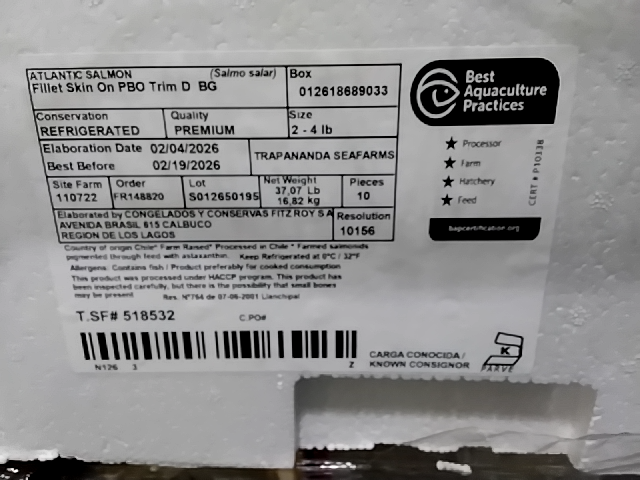 ATLANTIC SALMON (Salmo salar)
Fillet Skin On PBO Trim D BG
Box
012618689033
Conservation
REFRIGERATED
Quality
PREMIUM
Size
2 - 4 lb
Elaboration Date 02/04/2026
Best Before 02/19/2026
TRAPANANDA SEAFARMS
Site Farm
110722
Order
FR148820
Lot
S012650195
Net Weight
37,07 Lb
16,82 kg
Pieces
10
Elaborated by CONGELADOS Y CONSERVAS FITZ ROY S A
AVENIDA BRASIL 815 CALBUCO
REGION DE LOS LAGOS
Resolution
10156
Country of origin Chile* Farm Raised* Processed in Chile * Farmed salmonids
pigmented through feed with astaxanthin. Keep Refrigerated at 0°C / 32°F
Allergens: Contains fish / Product preferably for cooked consumption
This product was processed under HACCP program. This product has
been inspected carefully, but there is the possibility that small bones
may be present Res. N°764 de 07-06-2001 Llanchipal
T.SF# 518532 C.PO#
N126 3 2
CARGA CONOCIDA /
KNOWN CONSIGNOR
K
PARVE
Best
Aquaculture
Practices
Processor
Farm
Hatchery
Feed
CERT # P10338
bapcertification.org